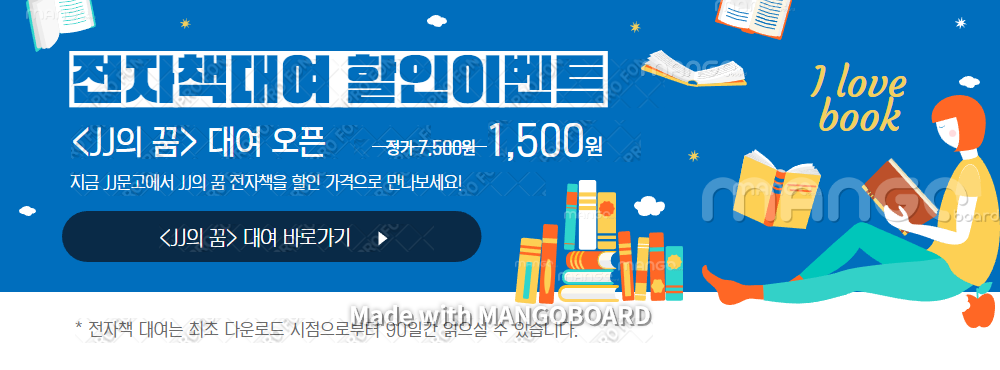 전자책대여 할인이벤트
<JJ의 꿈> 대여 오픈
정가 7,500원 1,500원
지금 JJ문고에서 JJ의 꿈 전자책을 할인 가격으로 만나보세요!
<JJ의 꿈> 대여 바로가기
I love
book
mango
board
Made with MANGOBOARD
* 전자책 대여는 최초 다운로드 시점으로부터 90일간 읽으실 수 있습니다.